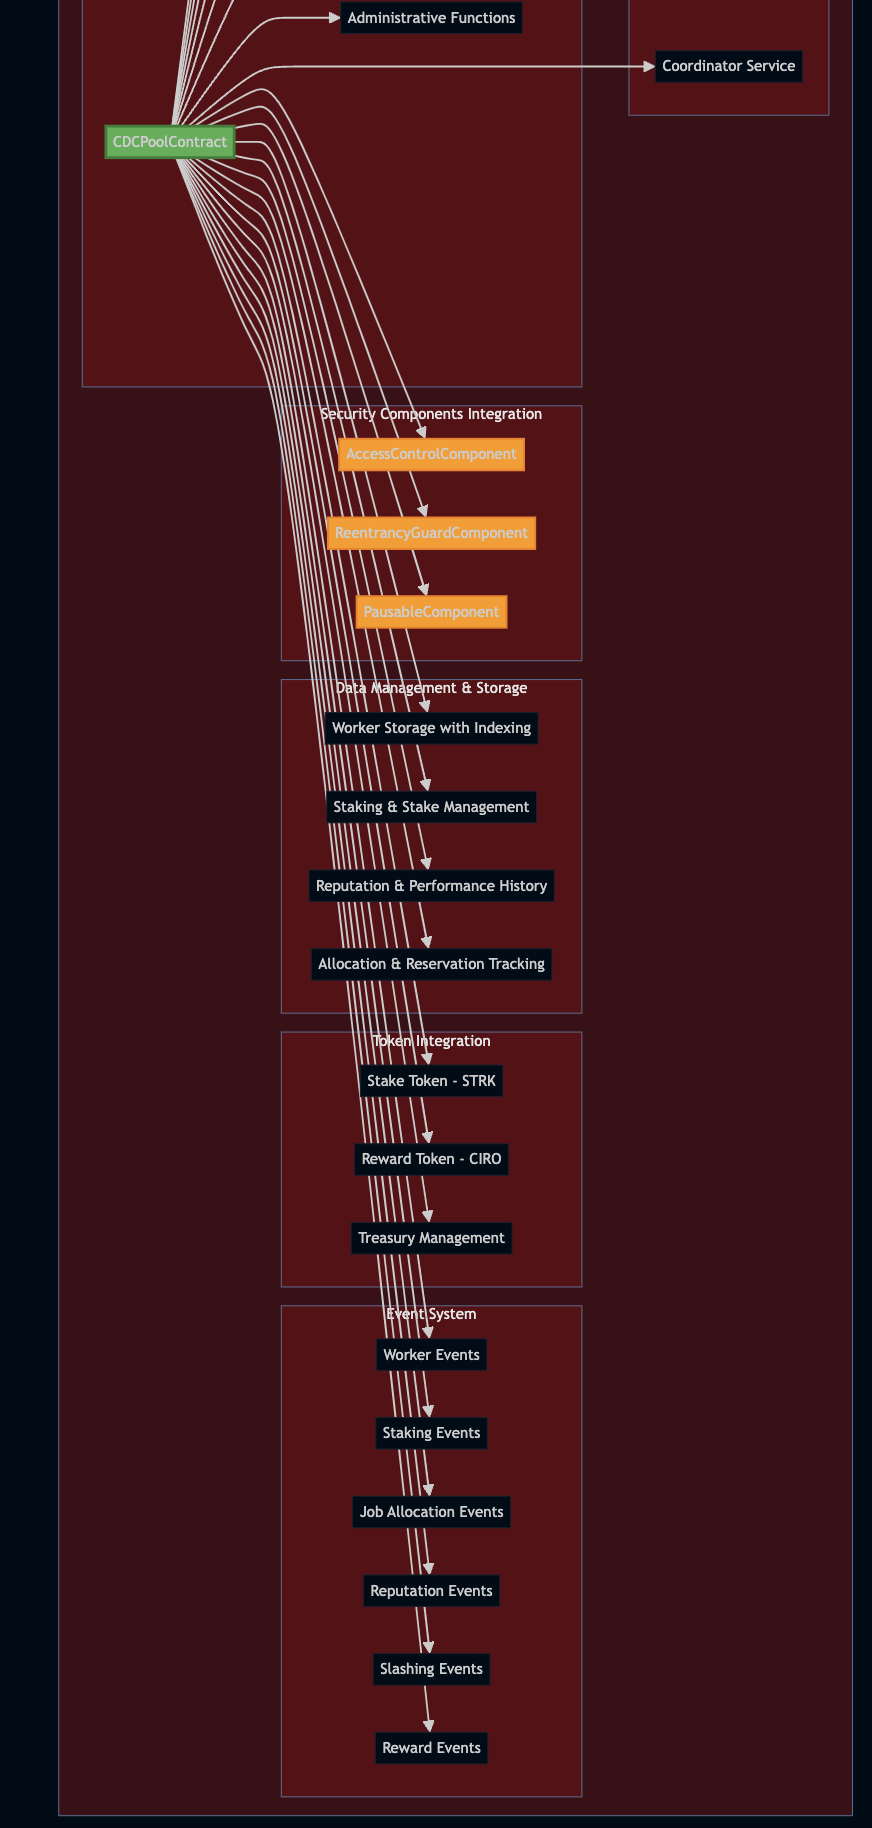 Administrative Functions
Coordinator Service
CDCPoolContract
Security Components Integration
AccessControlComponent
ReentrancyGuardComponent
PausableComponent
Data Management & Storage
Worker Storage with Indexing
Staking & Stake Management
Reputation & Performance History
Allocation & Reservation Tracking
Token Integration
Stake Token - STRK
Reward Token - CIRO
Treasury Management
Event System
Worker Events
Staking Events
Job Allocation Events
Reputation Events
Slashing Events
Reward Events